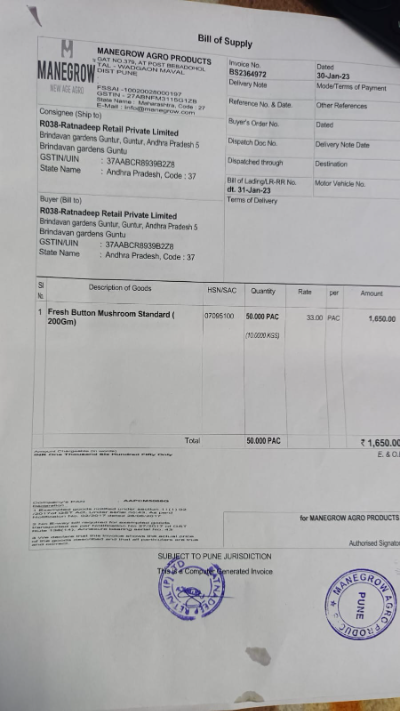 Bill of Supply
MANEGROW
NEW AGE AGRO
MANEGROW AGRO PRODUCTS
GAT NO.379, AT POST BEBADOHOL
TAL - WADGAON MAVAL
DIST PUNE
State Name : Maharashtra, Code : 27
E-Mail : info@manegrow.com
Invoice No.
BS2364972
Dated
30-Jan-23
Delivery Note
Mode/Terms of Payment
Reference No. & Date.
Other References
Buyer's Order No.
Dated
Dispatch Doc No.
Delivery Note Date
Dispatched through
Destination
Bill of Lading/LR-RR No.
dt. 31-Jan-23
Motor Vehicle No.
Terms of Delivery
Consignee (Ship to)
R038-Ratnadeep Retail Private Limited
Brindavan gardens Guntur, Guntur, Andhra Pradesh 5
Brindavan gardens Guntu
GSTIN/UIN : 37AABCR8939B2Z8
State Name : Andhra Pradesh, Code : 37
Buyer (Bill to)
R038-Ratnadeep Retail Private Limited
Brindavan gardens Guntur, Guntur, Andhra Pradesh 5
Brindavan gardens Guntu
GSTIN/UIN : 37AABCR8939B2Z8
State Name : Andhra Pradesh, Code : 37
Sl No. Description of Goods HSN/SAC Quantity Rate per Amount
1 Fresh Button Mushroom Standard ( 07095100 50.000 PAC 33.00 PAC 1,650.00
200Gm) (10.0000 KGS)
Total 50.000 PAC ₹ 1,650.00
E. & O.
Amount Chargeable (in words)
INR One Thousand Six Hundred Fifty Only
for MANEGROW AGRO PRODUCTS
Authorised Signator
SUBJECT TO PUNE JURISDICTION
This is a Computer Generated Invoice
MANEGROW AGRO PRODUC
PUNE